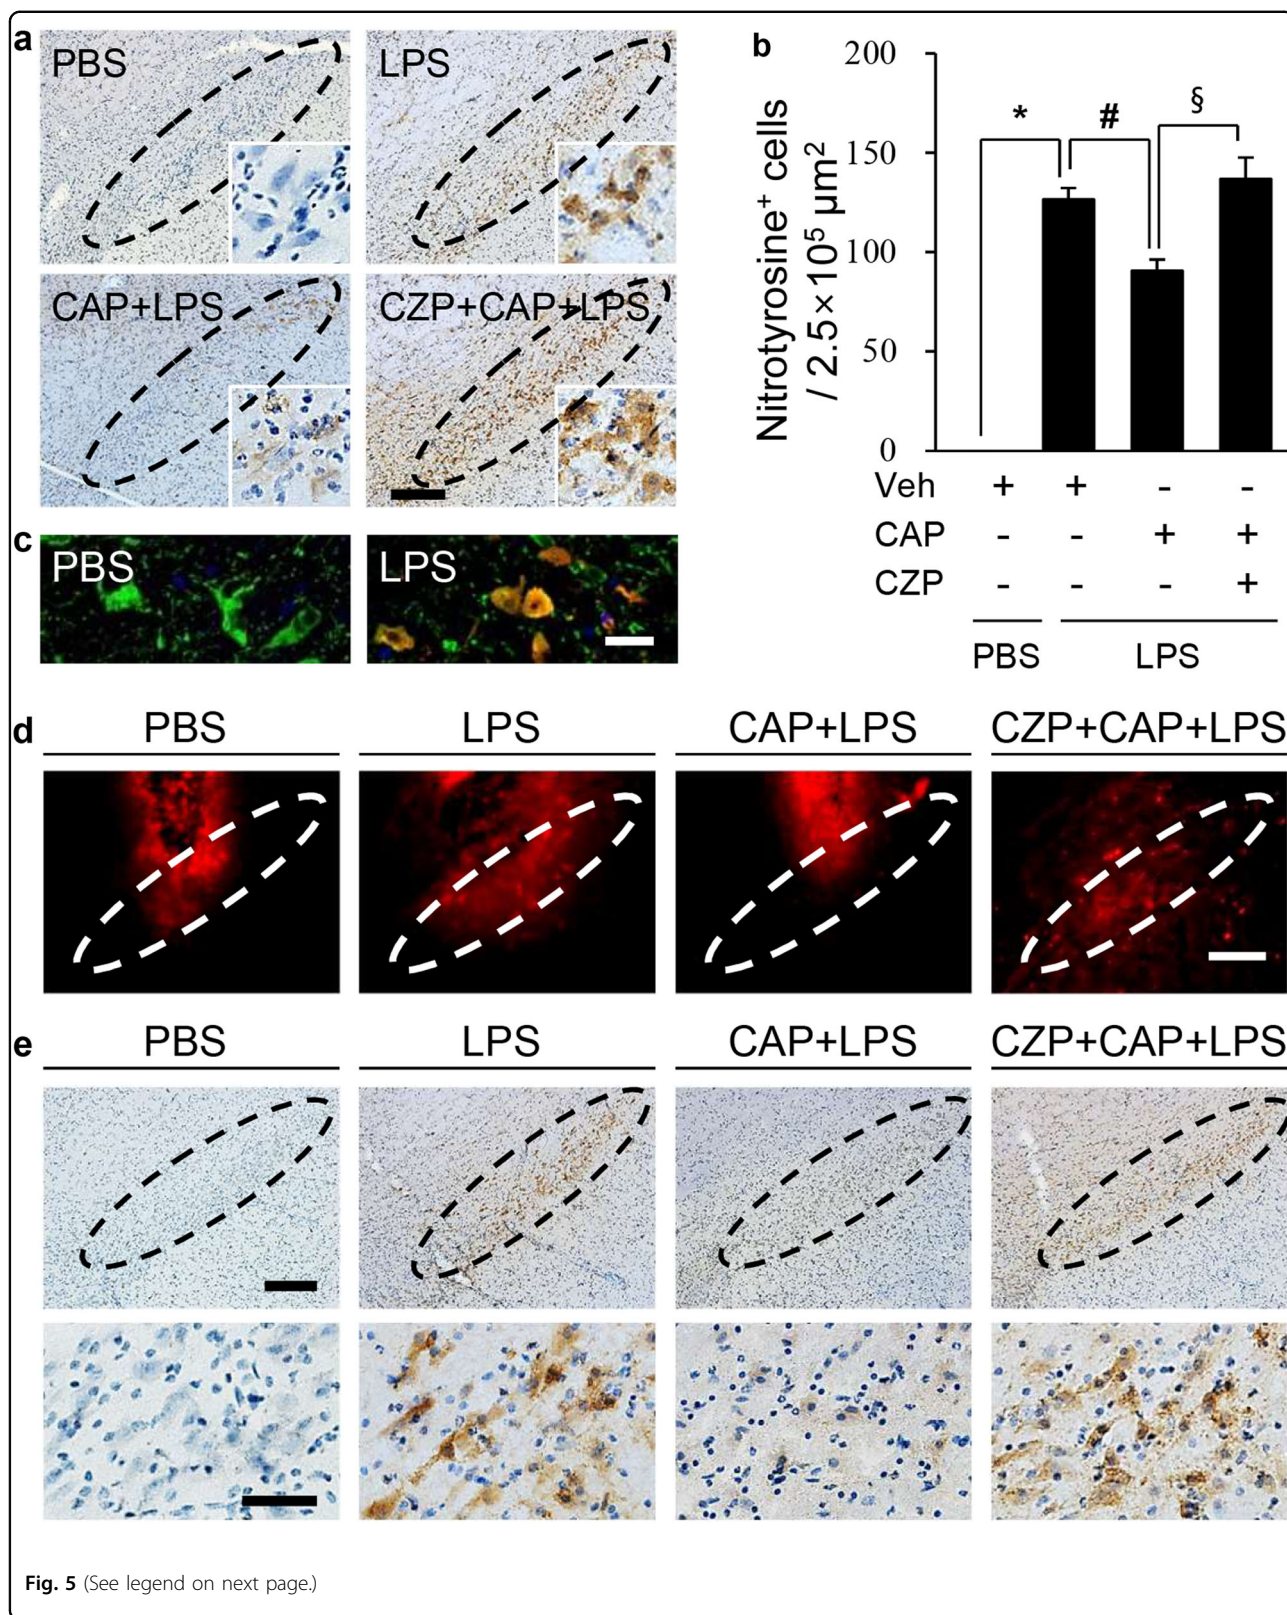 a
PBS
LPS
CAP+LPS
CZP+CAP+LPS
b
Nitrotyrosine⁺ cells
/ 2.5×10⁵ µm²
200
150
100
50
0
*
#
§
Veh + + - -
CAP - - + +
CZP - - - +
PBS LPS
c
PBS
LPS
d
PBS LPS CAP+LPS CZP+CAP+LPS
e
PBS LPS CAP+LPS CZP+CAP+LPS
Fig. 5 (See legend on next page.)